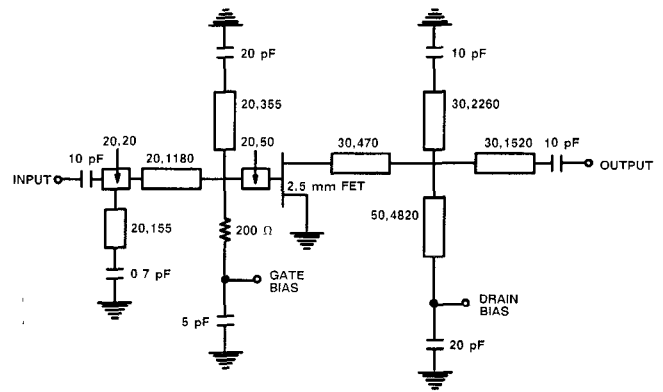 20 pF
10 pF
20,355
30,2260
20,20
20,50
30,470
30,1520
10 pF
10 pF
20,1180
INPUT
OUTPUT
2.5 mm FET
20,155
200 Ω
50,4820
0 7 pF
GATE
BIAS
DRAIN
BIAS
5 pF
20 pF